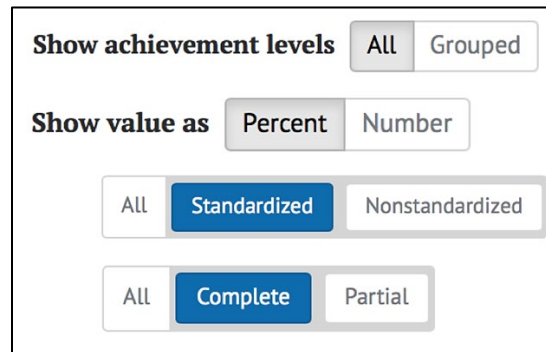 Show achievement levels All Grouped
Show value as Percent Number
All Standardized Nonstandardized
All Complete Partial